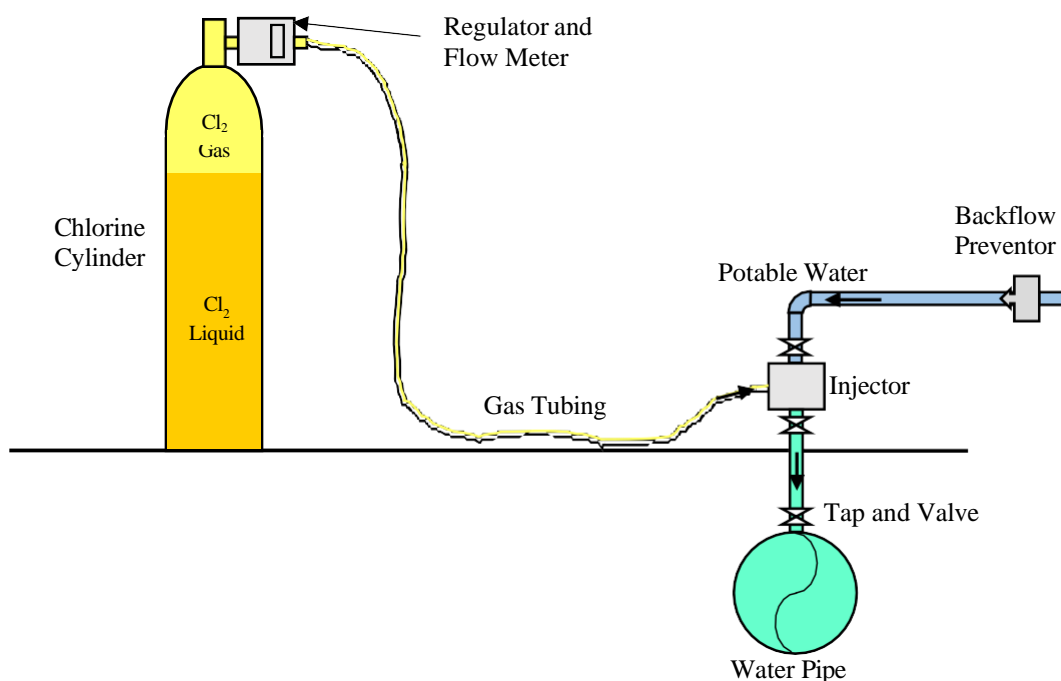 Regulator and
Flow Meter
Cl₂
Gas
Chlorine
Cylinder
Cl₂
Liquid
Backflow
Preventor
Potable Water
Injector
Gas Tubing
Tap and Valve
Water Pipe